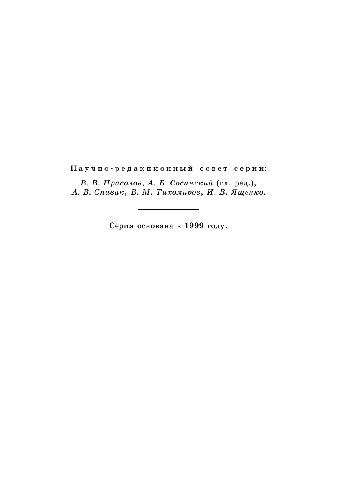 Научно-редакционный совет серии:
В. В. Прасолов, А. Б. Сосинский (гл. ред.),
А. В. Спивак, В. М. Тихомиров, И. В. Ященко.
Серия основана в 1999 году.